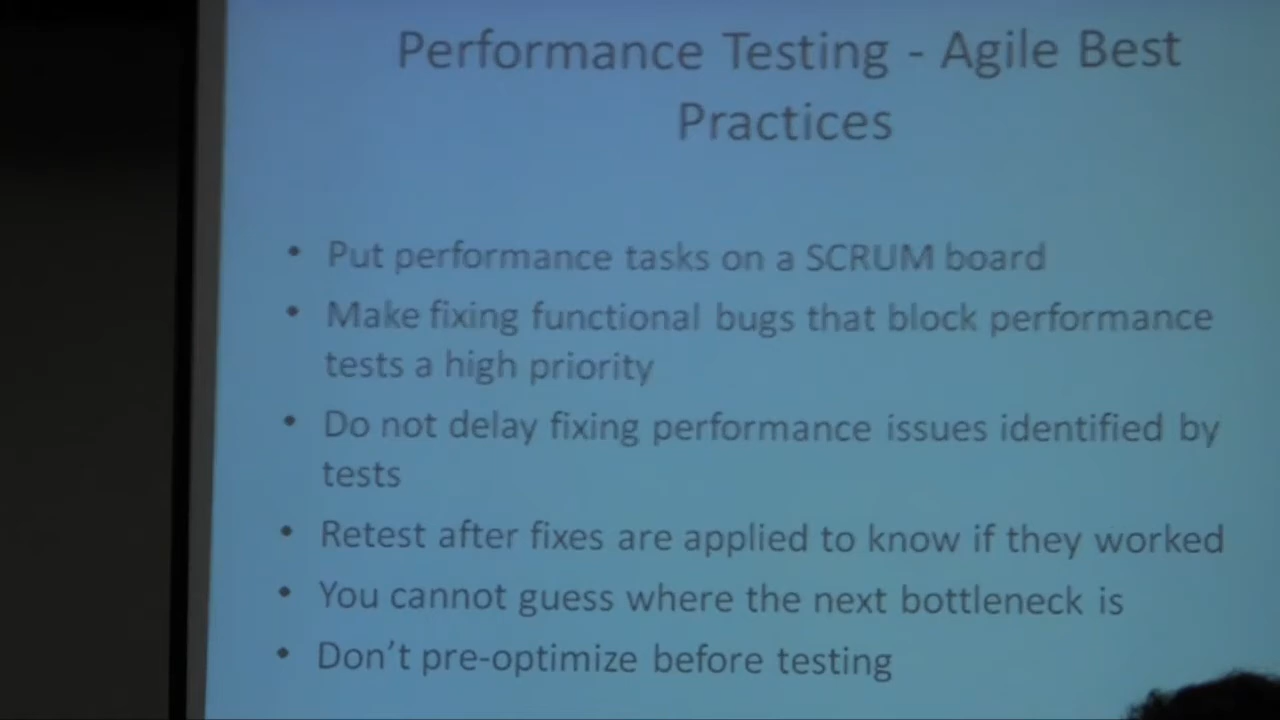 Performance Testing - Agile Best
Practices
• Put performance tasks on a SCRUM board
• Make fixing functional bugs that block performance
tests a high priority
• Do not delay fixing performance issues identified by
tests
• Retest after fixes are applied to know if they worked
• You cannot guess where the next bottleneck is
• Don't pre-optimize before testing